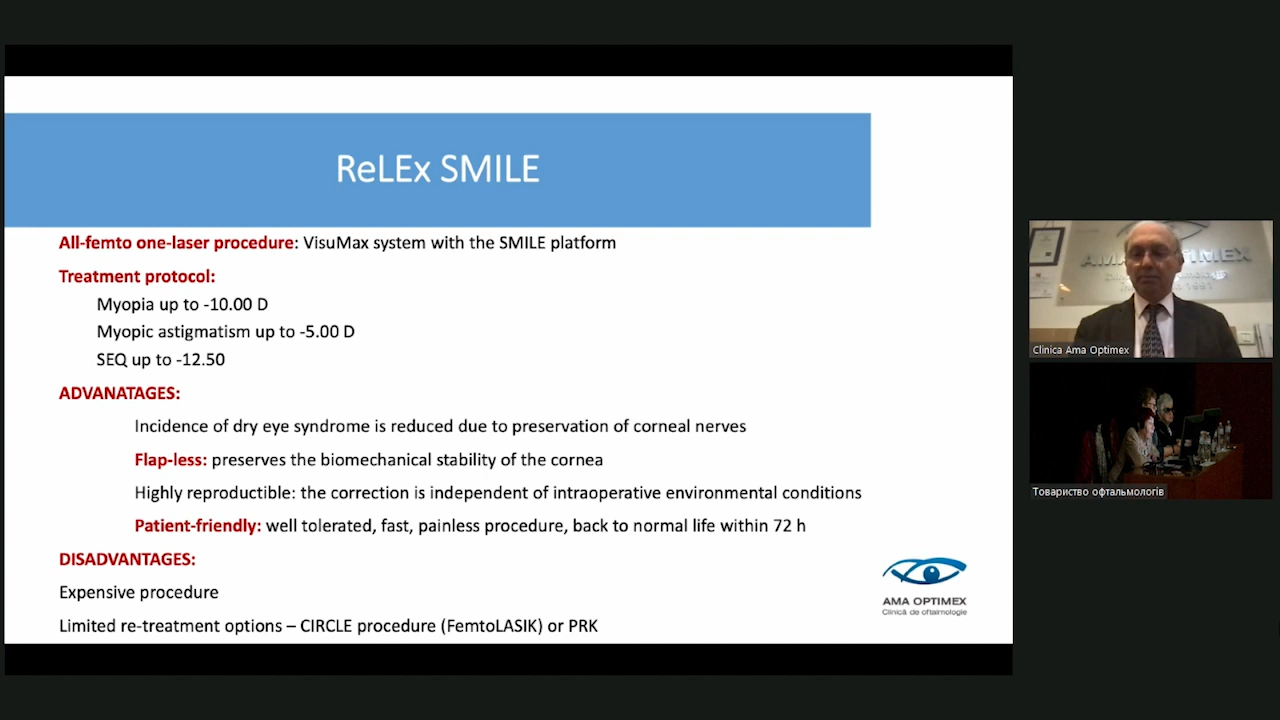 ReLEx SMILE
All-femto one-laser procedure: VisuMax system with the SMILE platform
Treatment protocol:
Myopia up to -10.00 D
Myopic astigmatism up to -5.00 D
SEQ up to -12.50
ADVANATAGES:
Incidence of dry eye syndrome is reduced due to preservation of corneal nerves
Flap-less: preserves the biomechanical stability of the cornea
Highly reproductible: the correction is independent of intraoperative environmental conditions
Patient-friendly: well tolerated, fast, painless procedure, back to normal life within 72 h
DISADVANTAGES:
Expensive procedure
Limited re-treatment options – CIRCLE procedure (FemtoLASIK) or PRK
AMA OPTIMEX
Clinică de oftalmologie
Clinica Ama Optimex
Товариство офтальмологів